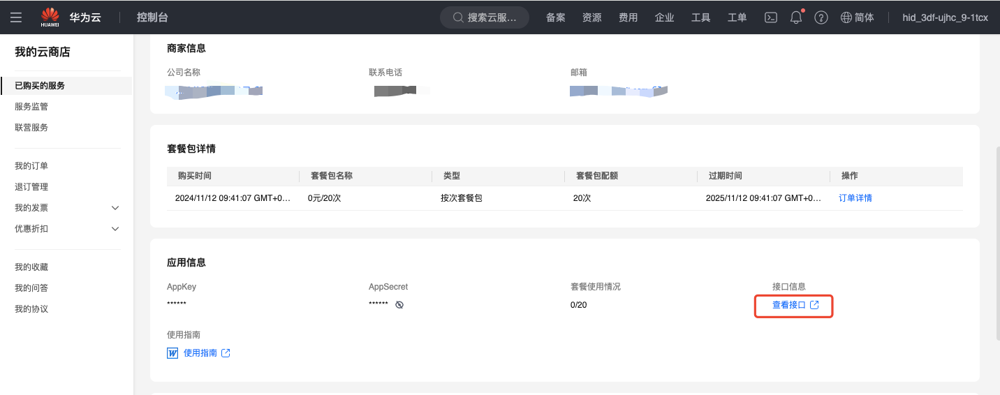 HUAWEI 华为云 控制台 搜索云服... 备案 资源 费用 企业 工具 工单 简体 hid_3df-ujhc_9-1tcx
我的云商店
已购买的服务
服务监管
联营服务
我的订单
退订管理
我的发票
优惠折扣
我的收藏
我的问答
我的协议
商家信息
公司名称 联系电话 邮箱
套餐包详情
购买时间 套餐包名称 类型 套餐包配额 过期时间 操作
2024/11/12 09:41:07 GMT+0... 0元/20次 按次套餐包 20次 2025/11/12 09:41:07 GMT+0... 订单详情
应用信息
AppKey AppSecret 套餐使用情况 接口信息
****** ****** 0/20 查看接口
使用指南
W 使用指南